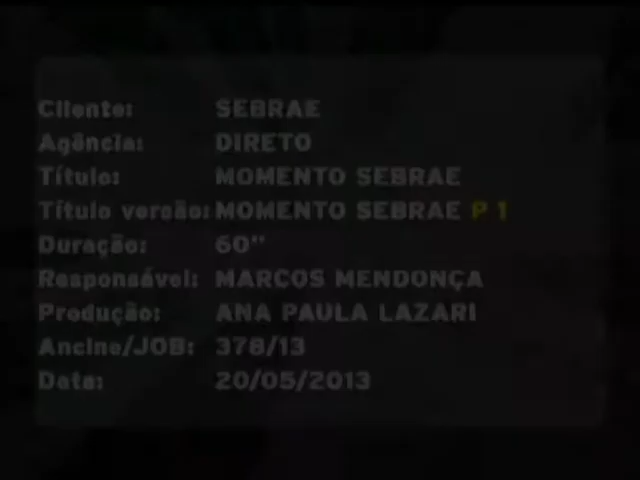 Cliente: SEBRAE
Agência: DIRETO
Título: MOMENTO SEBRAE
Título versão: MOMENTO SEBRAE P 1
Duração: 60"
Responsável: MARCOS MENDONÇA
Produção: ANA PAULA LAZARI
Ancine/JOB: 378/13
Data: 20/05/2013